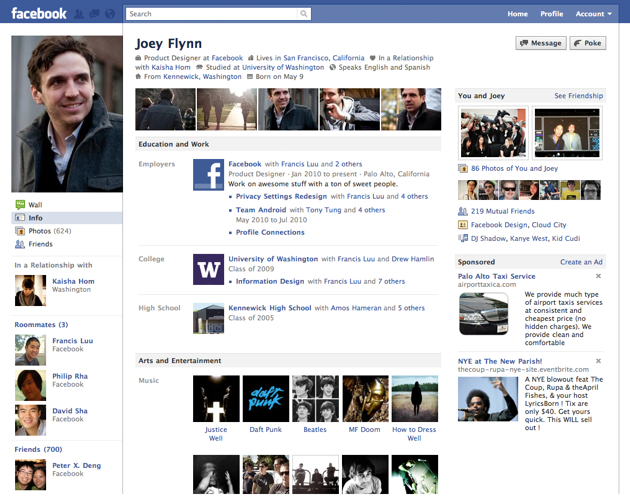 facebook
Search
Home Profile Account
Joey Flynn
Message
Poke
Product Designer at Facebook Lives in San Francisco, California In a Relationship
with Kaisha Hom Studied at University of Washington Speaks English and Spanish
From Kennewick, Washington Born on May 9
Wall
Info
Photos (624)
Friends
In a Relationship with
Kaisha Hom
Washington
Roommates (3)
Francis Luu
Facebook
Philip Rha
Facebook
David Sha
Facebook
Friends (700)
Peter X. Deng
Facebook
Education and Work
Employers
Facebook with Francis Luu and 2 others
Product Designer · Jan 2010 to present · Palo Alto, California
Work on awesome stuff with a ton of sweet people.
Privacy Settings Redesign with Francis Luu and 4 others
Team Android with Tony Tung and 4 others
May 2010 to Jul 2010
Profile Connections
College
W
University of Washington with Francis Luu and Drew Hamlin
Class of 2009
Information Design with Francis Luu and 7 others
High School
Kennewick High School with Amos Hameran and 5 others
Class of 2005
Arts and Entertainment
Music
daft
punk
Justice
Well
Daft Punk
Beatles
MF Doom
How to Dress
Well
You and Joey See Friendship
86 Photos of You and Joey
219 Mutual Friends
Facebook Design, Cloud City
DJ Shadow, Kanye West, Kid Cudi
Sponsored Create an Ad
Palo Alto Taxi Service
airporttaxica.com
We provide much type
of airport taxis services
at consistent and
cheapest price (no
hidden charges). We
provide clean and
comfortable
NYE at The New Parish!
thecoup-rupa-nye-site.eventbrite.com
A NYE blowout feat The
Coup, Rupa & theApril
Fishes, & your host
LyricsBorn ! Tix are
only $40. Get yours
quick. This WILL sell
out !